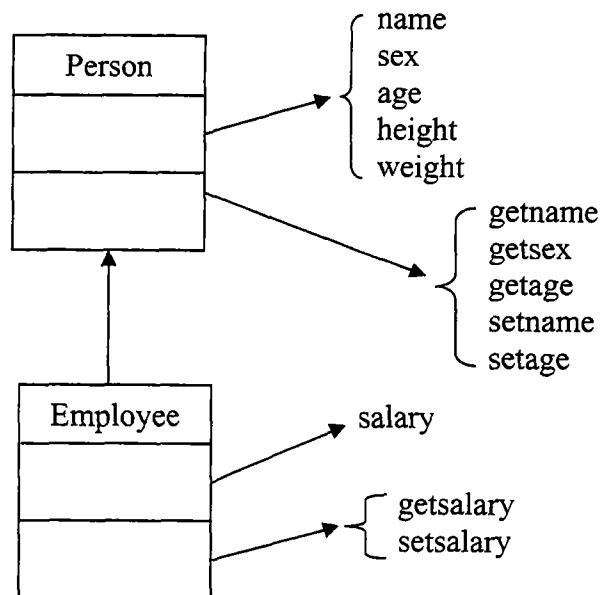 Person
name
sex
age
height
weight
getname
getsex
getage
setname
setage
Employee
salary
getsalary
setsalary